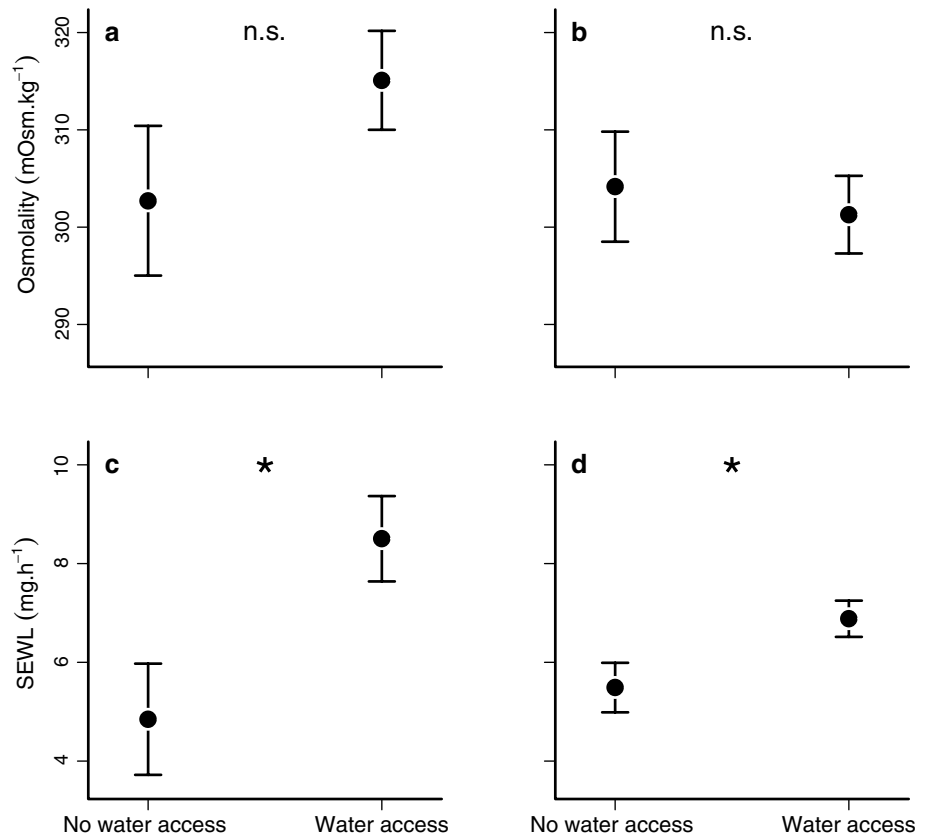 a
n.s.
b
n.s.
Osmolality (mOsm.kg⁻¹)
320
310
300
290
c
*
d
*
SEWL (mg.h⁻¹)
10
8
6
4
No water access
Water access
No water access
Water access